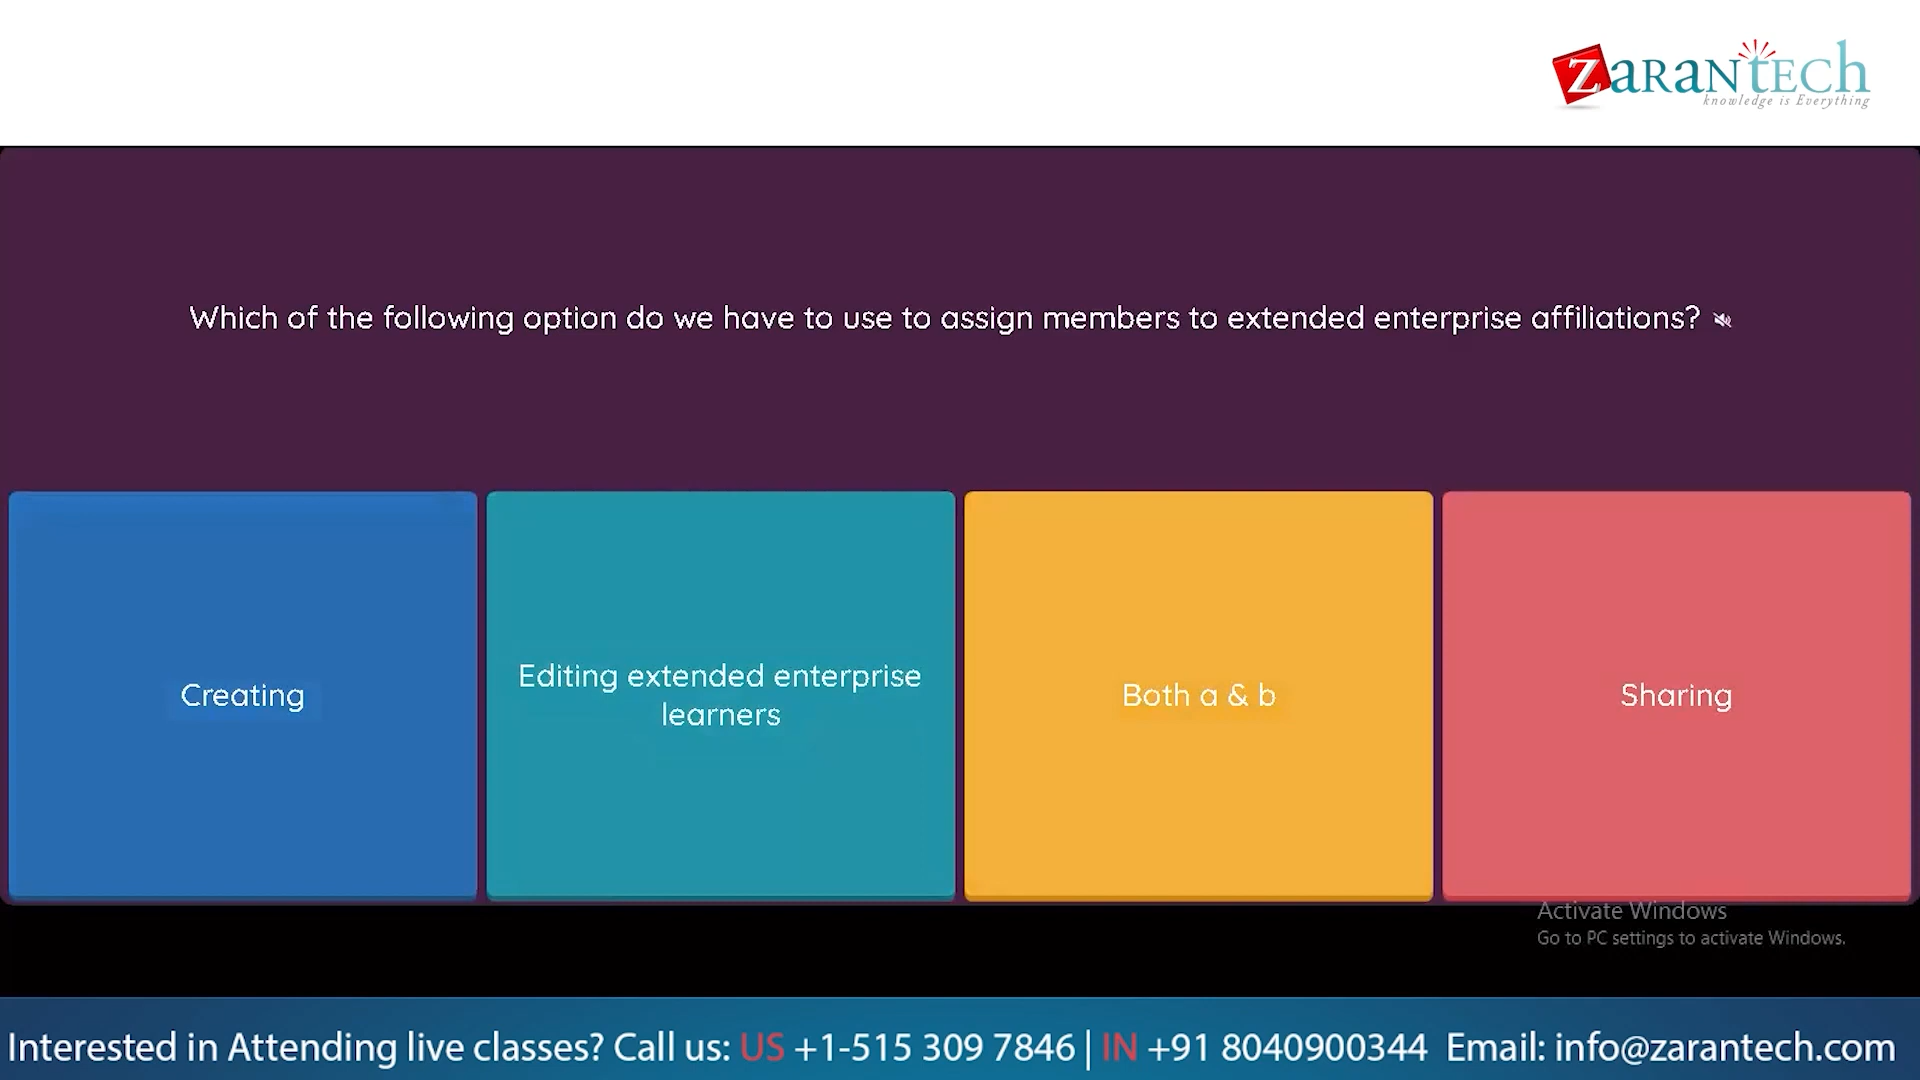 ZARANTECH
knowledge is Everything
Which of the following option do we have to use to assign members to extended enterprise affiliations?
Creating
Editing extended enterprise
learners
Both a & b
Sharing
Activate Windows
Go to PC settings to activate Windows.
Interested in Attending live classes? Call us: US +1-515 309 7846 | IN +91 8040900344 Email: info@zarantech.com